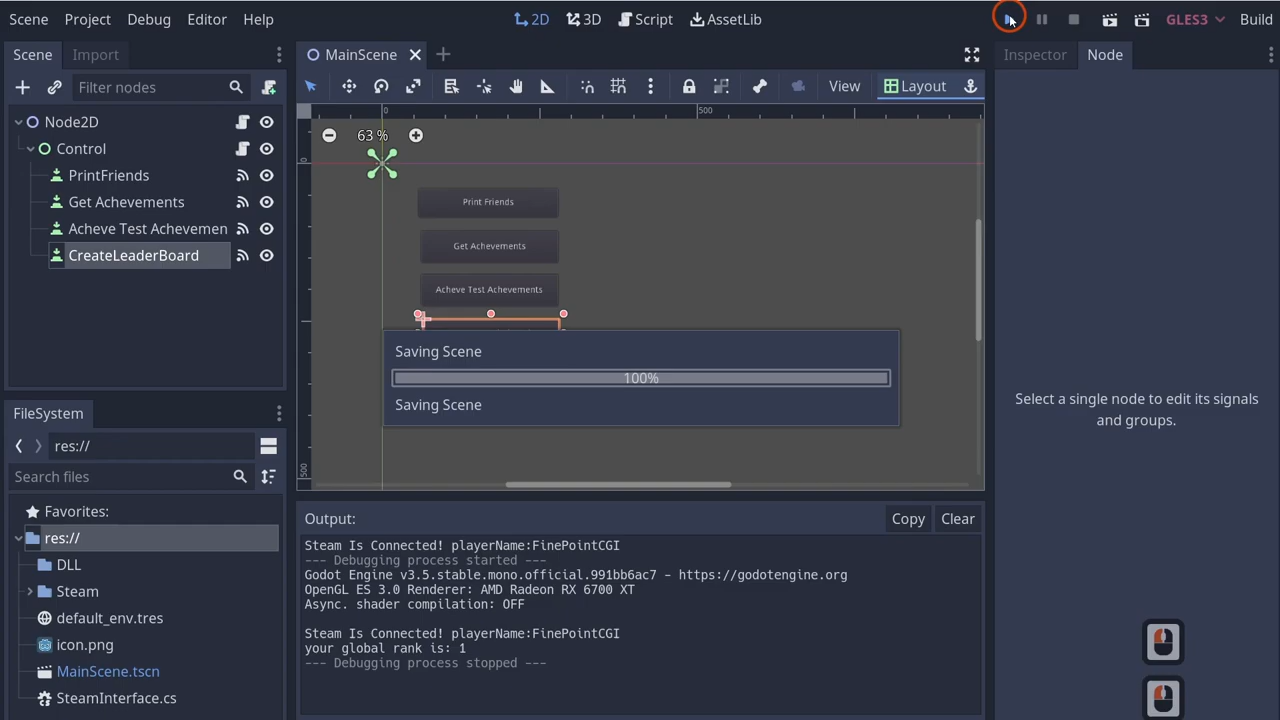 Scene Project Debug Editor Help 2D 3D Script AssetLib GLES3 Build
Scene Import
Filter nodes
Node2D
Control
PrintFriends
Get Achevements
Acheve Test Achevemen
CreateLeaderBoard
FileSystem
res://
Search files
Favorites:
res://
DLL
Steam
default_env.tres
icon.png
MainScene.tscn
SteamInterface.cs
MainScene
View Layout
0 500
63 %
0
500
Print Friends
Get Achevements
Acheve Test Achevements
Saving Scene
100%
Saving Scene
Output: Copy Clear
Steam Is Connected! playerName:FinePointCGI
--- Debugging process started ---
Godot Engine v3.5.stable.mono.official.991bb6ac7 - https://godotengine.org
OpenGL ES 3.0 Renderer: AMD Radeon RX 6700 XT
Async. shader compilation: OFF
Steam Is Connected! playerName:FinePointCGI
your global rank is: 1
--- Debugging process stopped ---
Inspector Node
Select a single node to edit its signals
and groups.